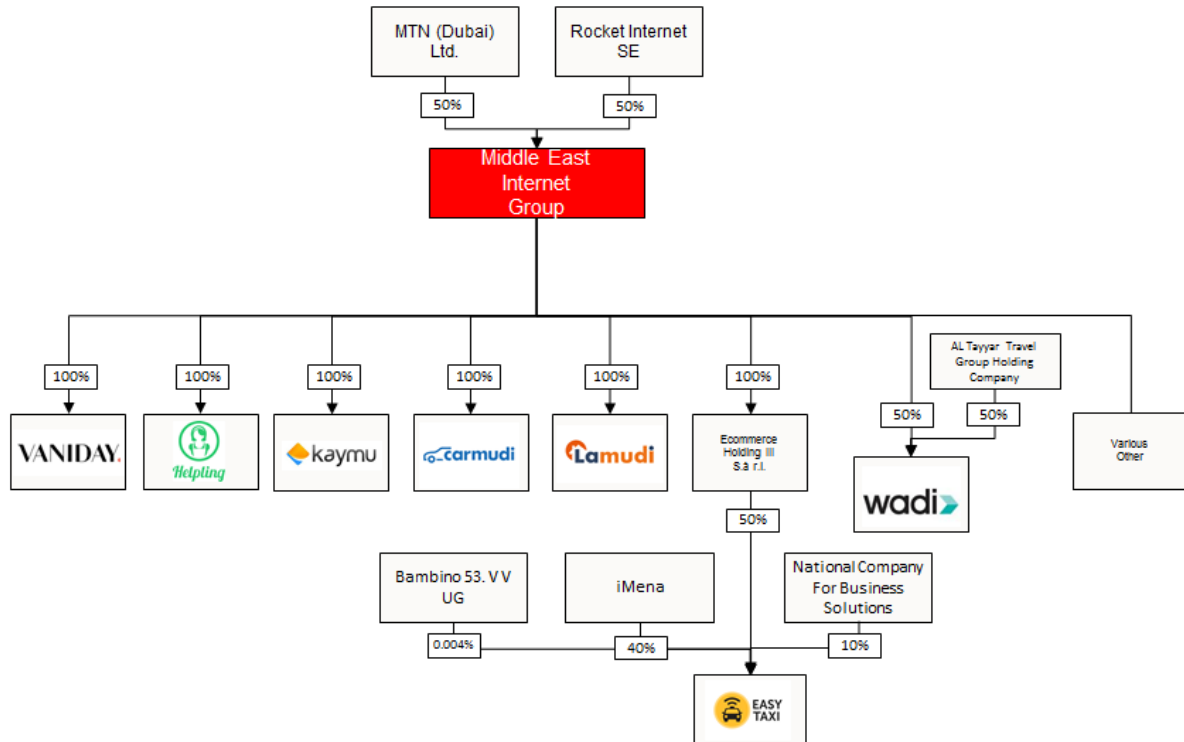 MTN (Dubai)
Ltd.
Rocket Internet
SE
50%
50%
Middle East
Internet
Group
AL Tayyar Travel
Group Holding
Company
100%
100%
100%
100%
100%
100%
50%
50%
VANIDAY.
Helpling
kaymu
carmudi
Lamudi
Ecommerce
Holding III
S.à r.l.
wadi
Various
Other
50%
Bambino 53. V V
UG
iMena
National Company
For Business
Solutions
0.004%
40%
10%
EASY
TAXI